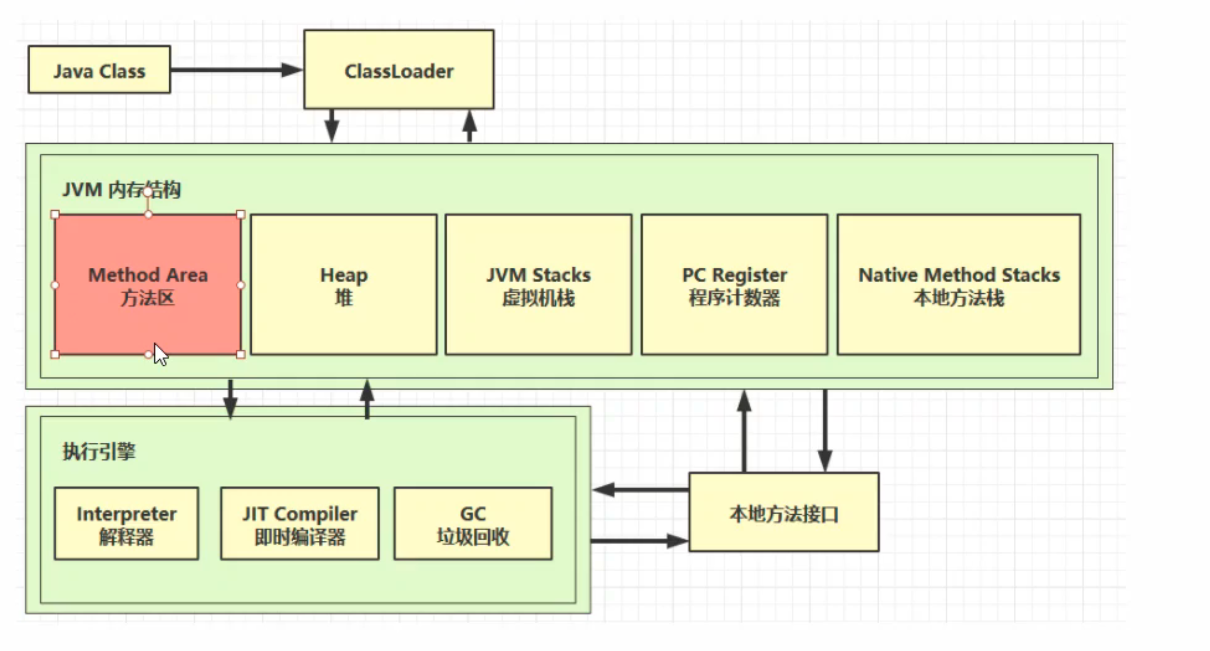 Java Class
ClassLoader
JVM 内存结构
Method Area
方法区
Heap
堆
JVM Stacks
虚拟机栈
PC Register
程序计数器
Native Method Stacks
本地方法栈
执行引擎
Interpreter
解释器
JIT Compiler
即时编译器
GC
垃圾回收
本地方法接口